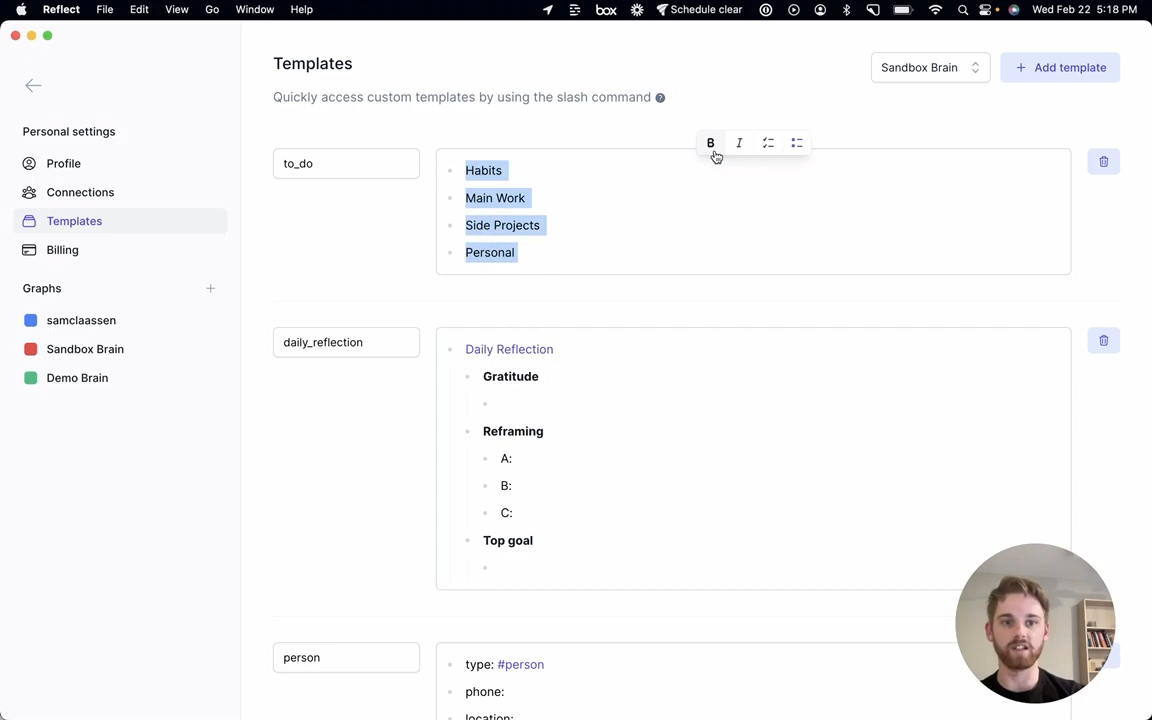 Reflect File Edit View Go Window Help box Schedule clear Wed Feb 22 5:18 PM
Templates
Sandbox Brain
+ Add template
Quickly access custom templates by using the slash command ?
Personal settings
Profile
Connections
Templates
Billing
Graphs +
samclaassen
Sandbox Brain
Demo Brain
B I
to_do
Habits
Main Work
Side Projects
Personal
daily_reflection
Daily Reflection
Gratitude
Reframing
A:
B:
C:
Top goal
person
type: #person
phone:
location: